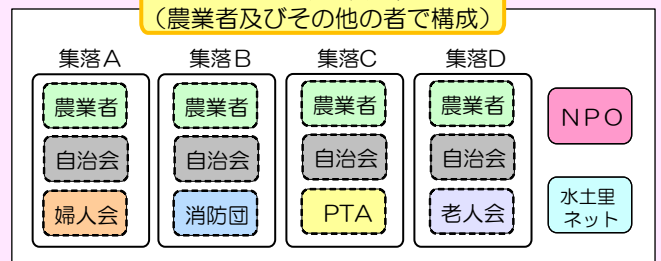 （農業者及びその他の者で構成）
集落A 集落B 集落C 集落D
農業者 農業者 農業者 農業者
NPO
自治会 自治会 自治会 自治会
婦人会 消防団 PTA 老人会
水土里
ネット